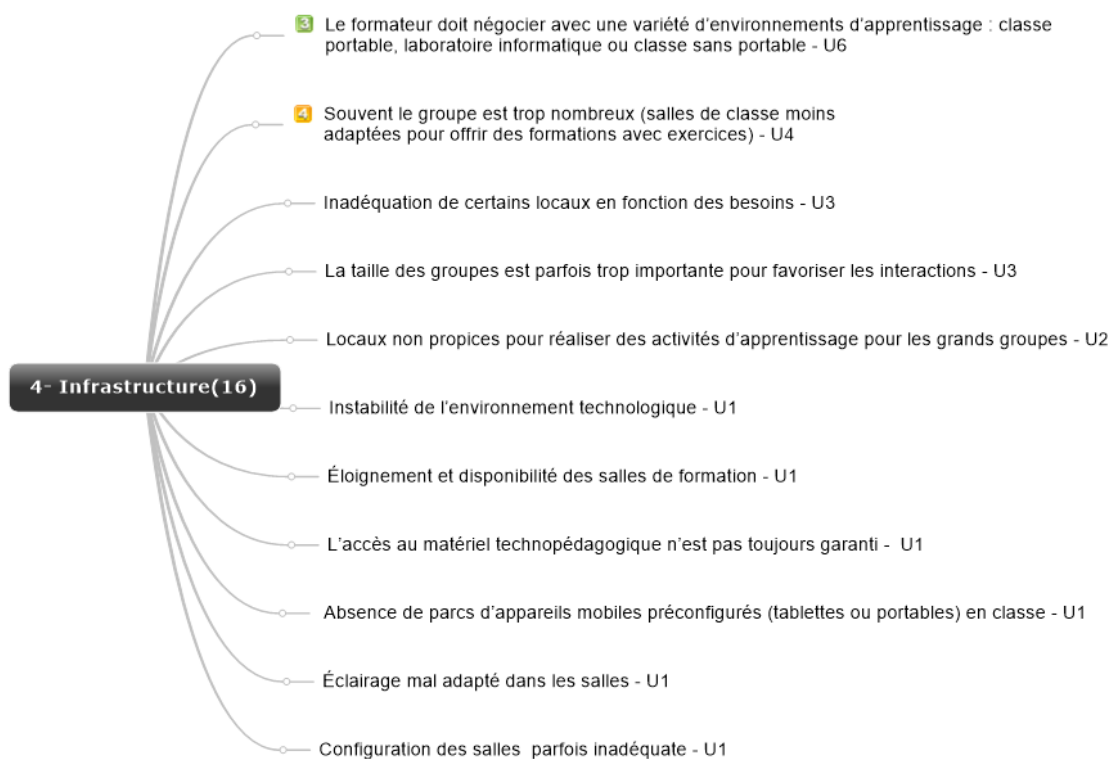 3 Le formateur doit négocier avec une variété d’environnements d’apprentissage : classe
portable, laboratoire informatique ou classe sans portable - U6
4 Souvent le groupe est trop nombreux (salles de classe moins
adaptées pour offrir des formations avec exercices) - U4
Inadéquation de certains locaux en fonction des besoins - U3
La taille des groupes est parfois trop importante pour favoriser les interactions - U3
Locaux non propices pour réaliser des activités d’apprentissage pour les grands groupes - U2
4- Infrastructure(16)
Instabilité de l’environnement technologique - U1
Éloignement et disponibilité des salles de formation - U1
L’accès au matériel technopédagogique n’est pas toujours garanti - U1
Absence de parcs d’appareils mobiles préconfigurés (tablettes ou portables) en classe - U1
Éclairage mal adapté dans les salles - U1
Configuration des salles parfois inadéquate - U1